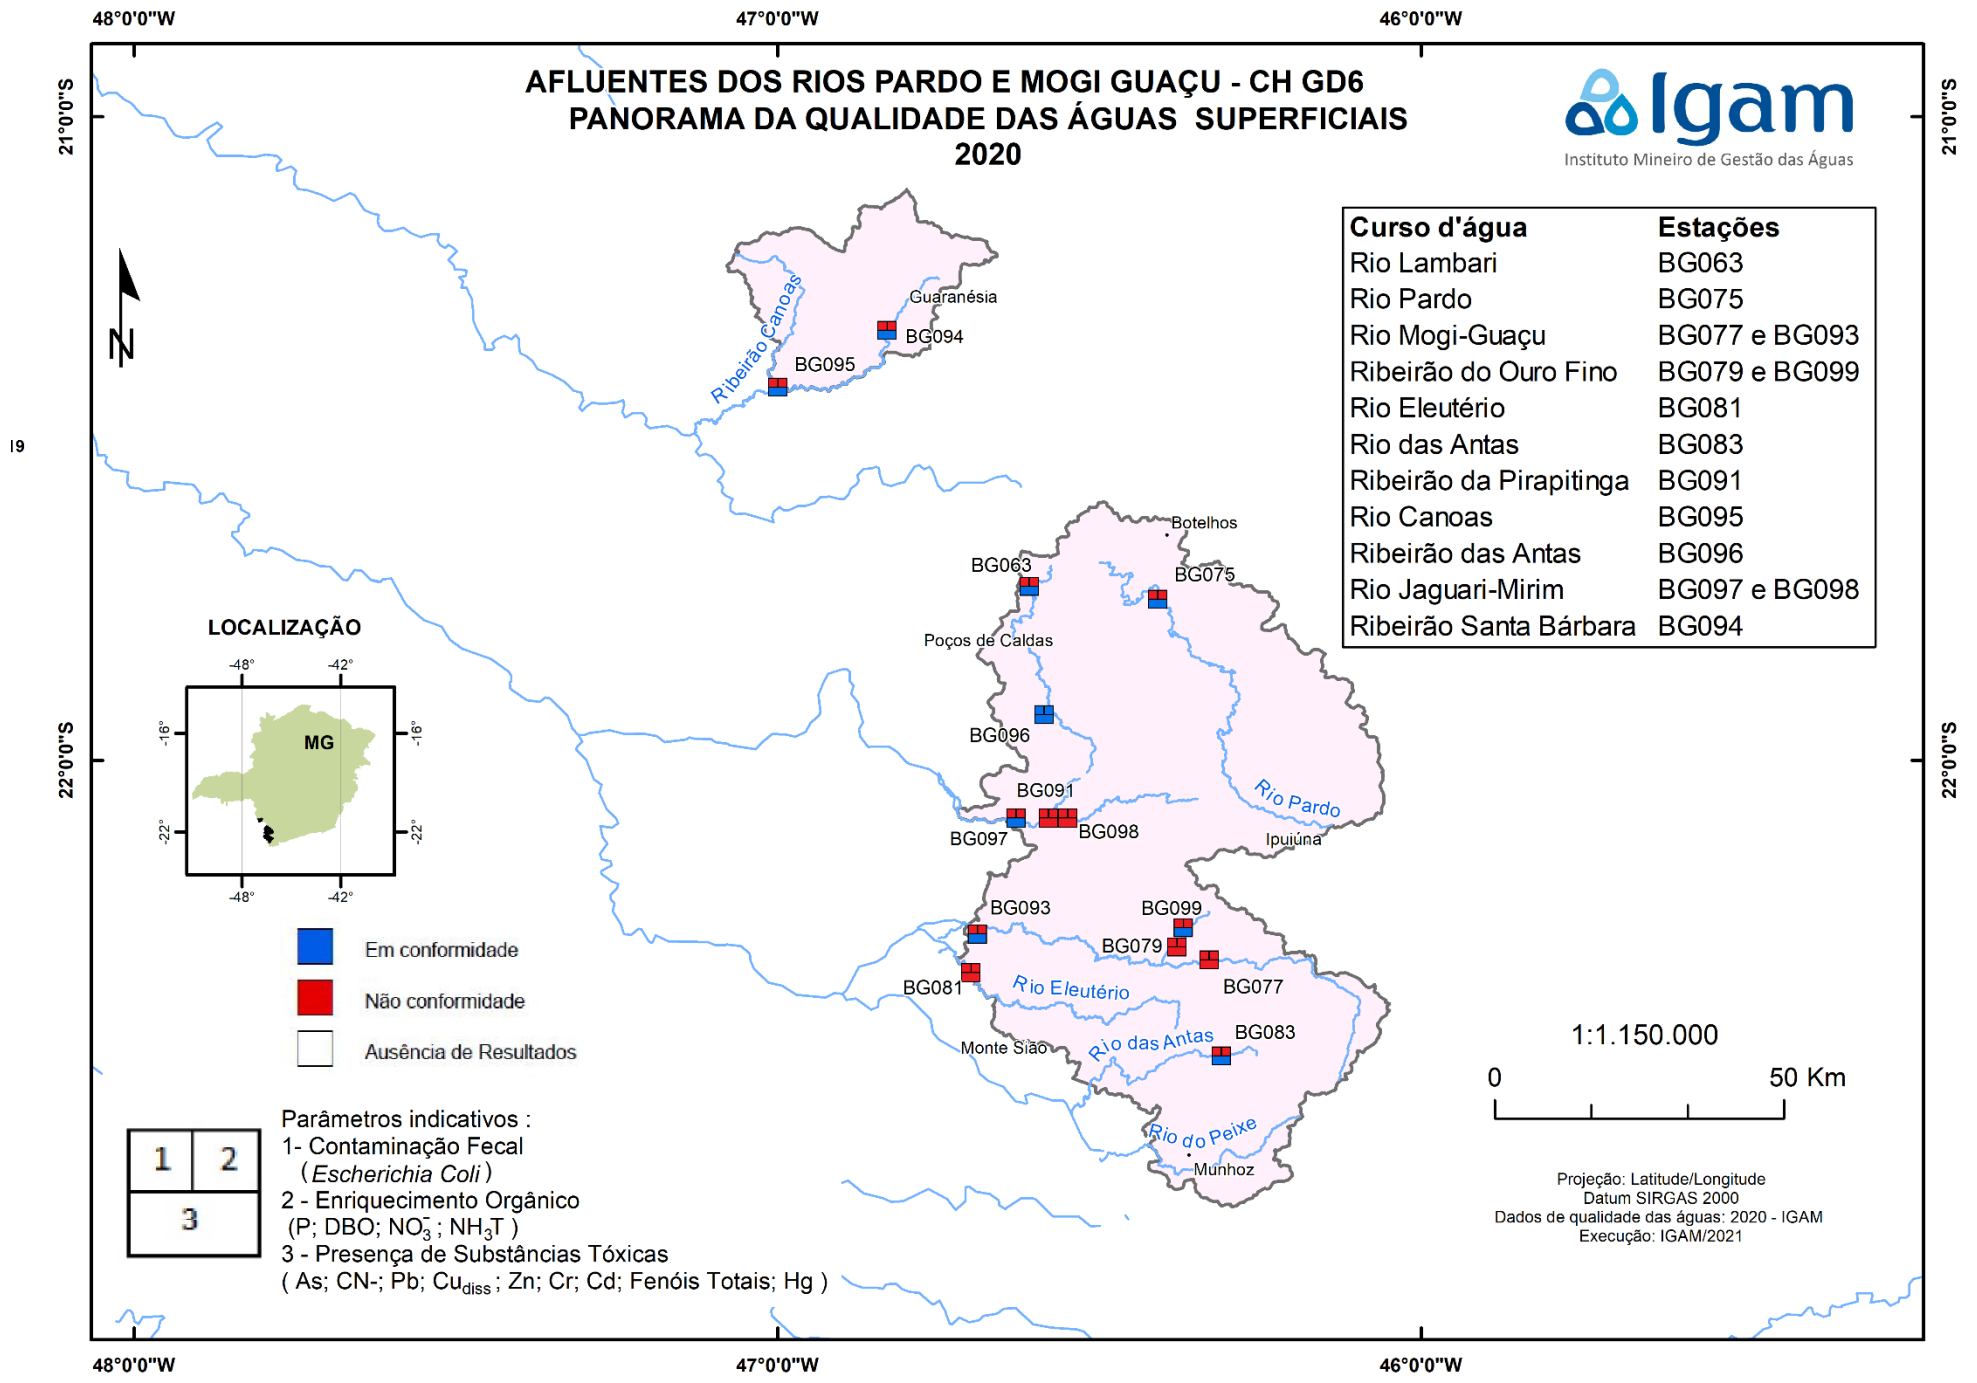 48°0'0"W 47°0'0"W 46°0'0"W
21°0'0"S
21°0'0"S
AFLUENTES DOS RIOS PARDO E MOGI GUAÇU - CH GD6
PANORAMA DA QUALIDADE DAS ÁGUAS SUPERFICIAIS
2020
Igam
Instituto Mineiro de Gestão das Águas
Curso d'água Estações
Rio Lambari BG063
Rio Pardo BG075
Rio Mogi-Guaçu BG077 e BG093
Ribeirão do Ouro Fino BG079 e BG099
Rio Eleutério BG081
Rio das Antas BG083
Ribeirão da Pirapitinga BG091
Rio Canoas BG095
Ribeirão das Antas BG096
Rio Jaguari-Mirim BG097 e BG098
Ribeirão Santa Bárbara BG094
N
Guaranésia
Ribeirão Canoas
BG094
BG095
Botelhos
BG063
BG075
Poços de Caldas
BG096
BG091
Rio Pardo
BG097
BG098
Ipuiúna
22°0'0"S
22°0'0"S
BG093
BG099
BG079
BG081
Rio Eleutério
BG077
BG083
Rio das Antas
Monte Sião
Rio do Peixe
Munhoz
LOCALIZAÇÃO
-48° -42°
-16°
MG
-16°
-22°
-22°
-48° -42°
Em conformidade
Não conformidade
Ausência de Resultados
1 2
3
Parâmetros indicativos :
1- Contaminação Fecal
(Escherichia Coli)
2 - Enriquecimento Orgânico
(P; DBO; NO3-; NH3T )
3 - Presença de Substâncias Tóxicas
( As; CN-; Pb; Cudiss; Zn; Cr; Cd; Fenóis Totais; Hg )
1:1.150.000
0 50 Km
Projeção: Latitude/Longitude
Datum SIRGAS 2000
Dados de qualidade das águas: 2020 - IGAM
Execução: IGAM/2021
48°0'0"W 47°0'0"W 46°0'0"W